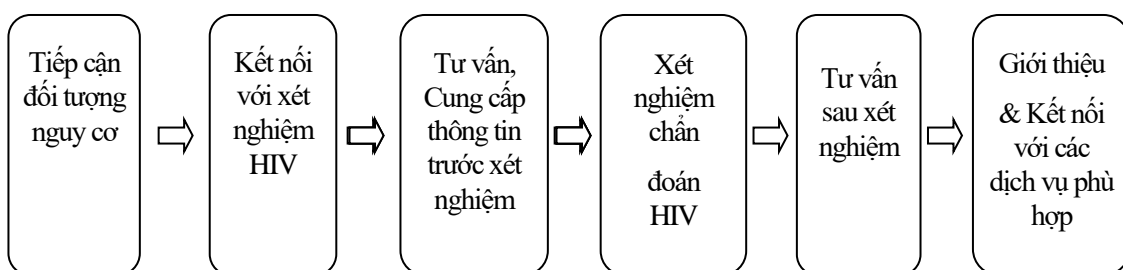 Tiếp cận
đối tượng
nguy cơ
Kết nối
với xét
nghiệm
HIV
Tư vấn,
Cung cấp
thông tin
trước xét
nghiệm
Xét
nghiệm
chẩn
đoán
HIV
Tư vấn
sau xét
nghiệm
Giới thiệu
& Kết nối
với các
dịch vụ phù
hợp